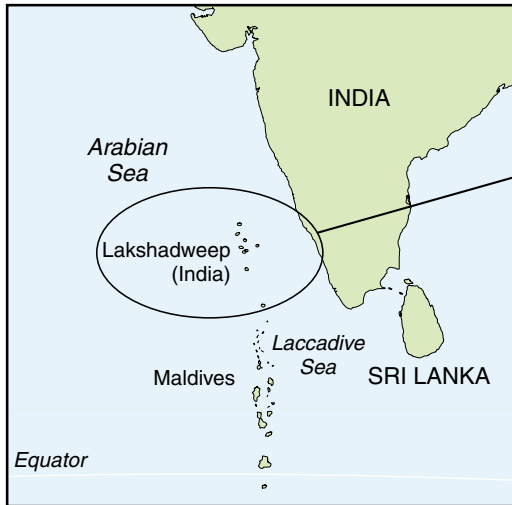 INDIA
Arabian
Sea
Lakshadweep
(India)
Laccadive
Sea
Maldives
SRI LANKA
Equator